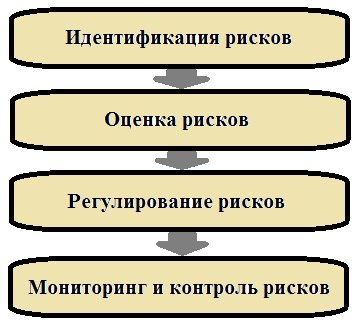 Идентификация рисков
Оценка рисков
Регулирование рисков
Мониторинг и контроль рисков